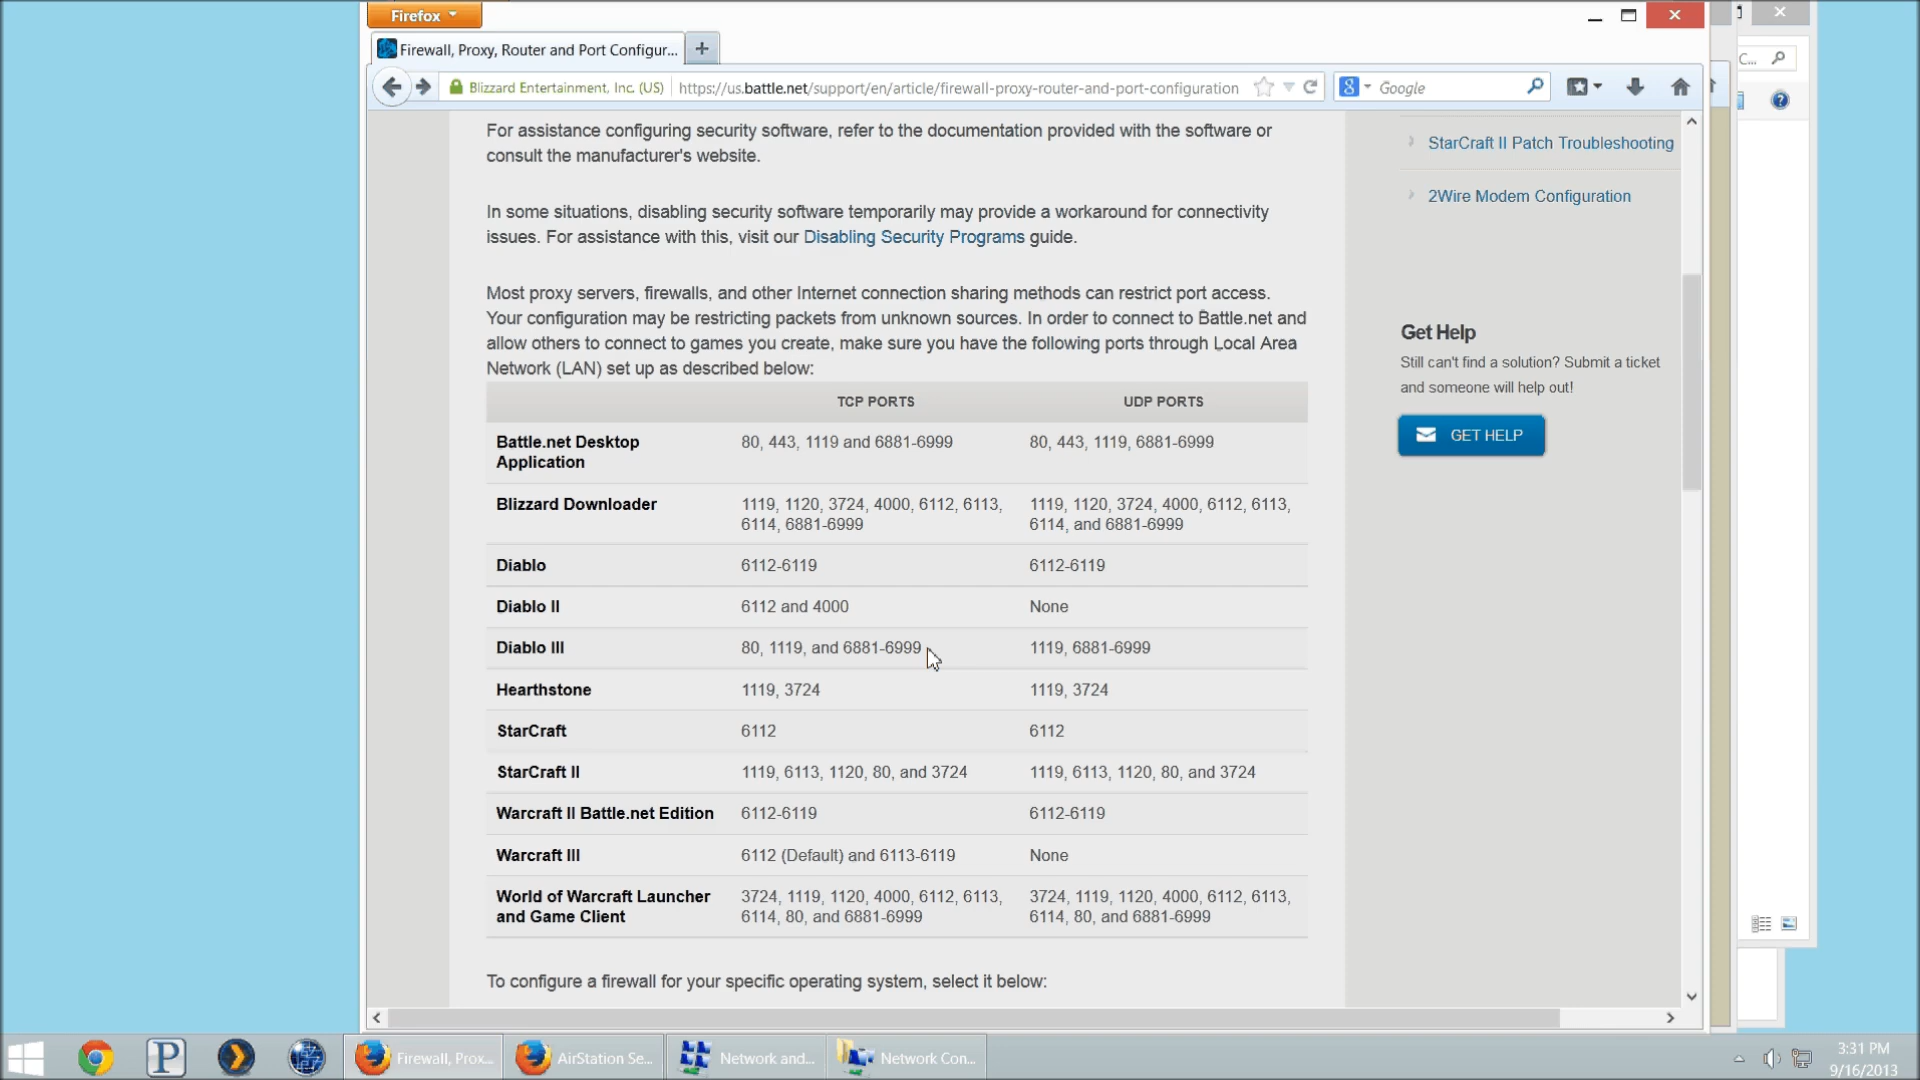 Firefox
Firewall, Proxy, Router and Port Configur...
Blizzard Entertainment, Inc. (US)
https://us.battle.net/support/en/article/firewall-proxy-router-and-port-configuration
Google
C...
For assistance configuring security software, refer to the documentation provided with the software or
consult the manufacturer's website.
StarCraft II Patch Troubleshooting
2Wire Modem Configuration
In some situations, disabling security software temporarily may provide a workaround for connectivity
issues. For assistance with this, visit our Disabling Security Programs guide.
Most proxy servers, firewalls, and other Internet connection sharing methods can restrict port access.
Your configuration may be restricting packets from unknown sources. In order to connect to Battle.net and
allow others to connect to games you create, make sure you have the following ports through Local Area
Network (LAN) set up as described below:
Get Help
Still can't find a solution? Submit a ticket
and someone will help out!
GET HELP
TCP PORTS UDP PORTS
Battle.net Desktop 80, 443, 1119 and 6881-6999 80, 443, 1119, 6881-6999
Application
Blizzard Downloader 1119, 1120, 3724, 4000, 6112, 6113, 1119, 1120, 3724, 4000, 6112, 6113,
6114, 6881-6999 6114, and 6881-6999
Diablo 6112-6119 6112-6119
Diablo II 6112 and 4000 None
Diablo III 80, 1119, and 6881-6999 1119, 6881-6999
Hearthstone 1119, 3724 1119, 3724
StarCraft 6112 6112
StarCraft II 1119, 6113, 1120, 80, and 3724 1119, 6113, 1120, 80, and 3724
Warcraft II Battle.net Edition 6112-6119 6112-6119
Warcraft III 6112 (Default) and 6113-6119 None
World of Warcraft Launcher 3724, 1119, 1120, 4000, 6112, 6113, 3724, 1119, 1120, 4000, 6112, 6113,
and Game Client 6114, 80, and 6881-6999 6114, 80, and 6881-6999
To configure a firewall for your specific operating system, select it below:
Firewall, Prox...
AirStation Se...
Network and...
Network Con...
3:31 PM
9/16/2013